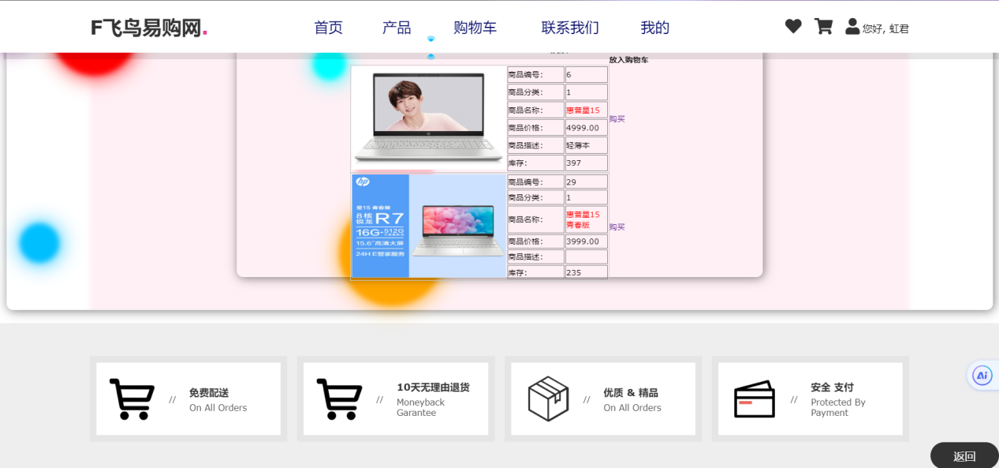 F飞鸟易购网.
首页 产品 购物车 联系我们 我的
您好, 虹君
放入购物车
商品编号： 6
商品分类： 1
商品名称： 惠普星15
商品价格： 4999.00
商品描述： 轻薄本
库存： 397
购买
hp
星15 青春版
8核
锐龙 R7
16G+512G
15.6"高清大屏
24H E管家服务
商品编号： 29
商品分类： 1
商品名称： 惠普星15
青春版
商品价格： 3999.00
商品描述：
库存： 235
购买
// 免费配送
On All Orders
// 10天无理由退货
Moneyback
Garantee
// 优质 & 精品
On All Orders
// 安全 支付
Protected By
Payment
Ai
返回